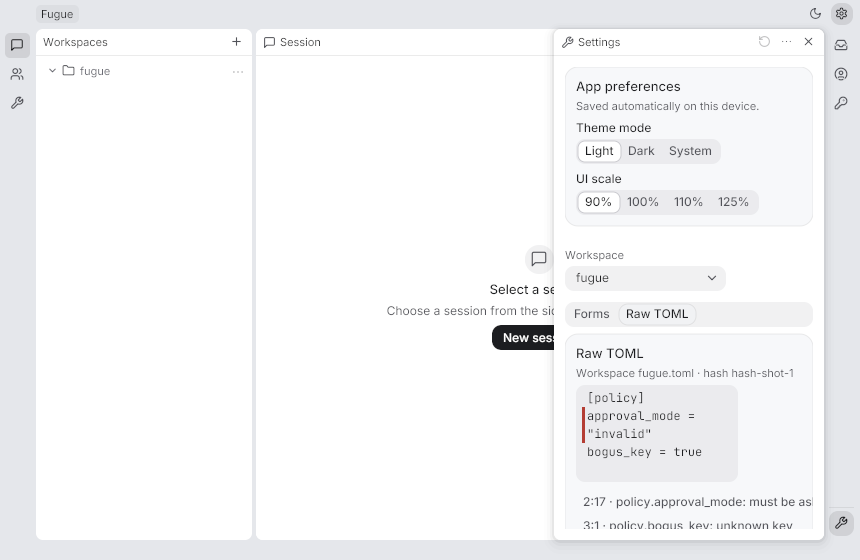 Fugue
Workspaces
fugue
Session
Select a se
Choose a session from the sid
New sess
Settings
App preferences
Saved automatically on this device.
Theme mode
Light Dark System
UI scale
90% 100% 110% 125%
Workspace
fugue
Forms Raw TOML
Raw TOML
Workspace fugue.toml · hash hash-shot-1
[policy]
approval_mode =
"invalid"
bogus_key = true
2:17 · policy.approval_mode: must be as
3:1 · policy.bogus_key: unknown key